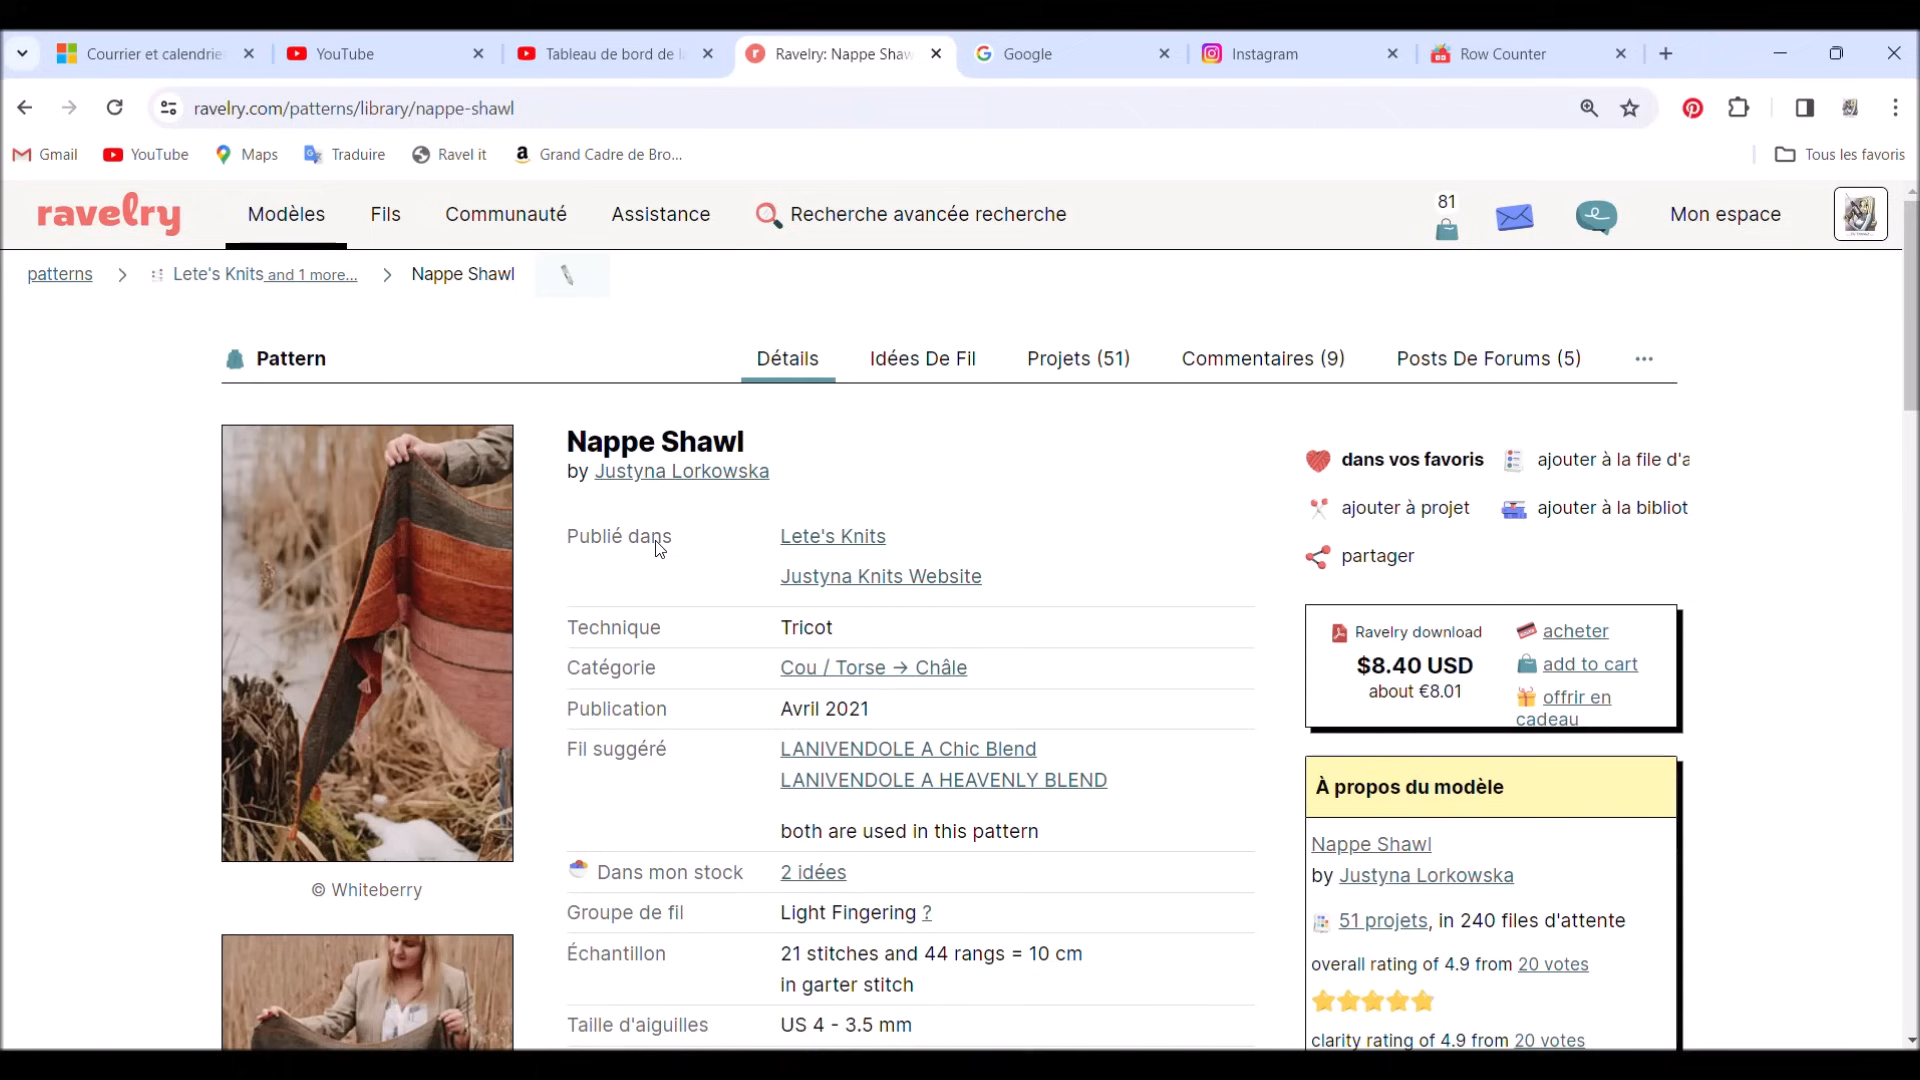 Courrier et calendrie
YouTube
Tableau de bord de l
Ravelry: Nappe Shaw
Google
Instagram
Row Counter
ravelry.com/patterns/library/nappe-shawl
Gmail
YouTube
Maps
Traduire
Ravel it
Grand Cadre de Bro...
Tous les favoris
ravelry
Modèles
Fils
Communauté
Assistance
Recherche avancée recherche
81
Mon espace
patterns > Lete's Knits and 1 more... > Nappe Shawl
Pattern
Détails
Idées De Fil
Projets (51)
Commentaires (9)
Posts De Forums (5)
Nappe Shawl
by Justyna Lorkowska
Publié dans Lete's Knits
Justyna Knits Website
Technique Tricot
Catégorie Cou / Torse → Châle
Publication Avril 2021
Fil suggéré LANIVENDOLE A Chic Blend
LANIVENDOLE A HEAVENLY BLEND
both are used in this pattern
Dans mon stock 2 idées
Groupe de fil Light Fingering ?
Échantillon 21 stitches and 44 rangs = 10 cm
in garter stitch
Taille d'aiguilles US 4 - 3.5 mm
© Whiteberry
dans vos favoris
ajouter à la file d'a
ajouter à projet
ajouter à la bibliot
partager
Ravelry download
$8.40 USD
about €8.01
acheter
add to cart
offrir en
cadeau
À propos du modèle
Nappe Shawl
by Justyna Lorkowska
51 projets, in 240 files d'attente
overall rating of 4.9 from 20 votes
clarity rating of 4.9 from 20 votes